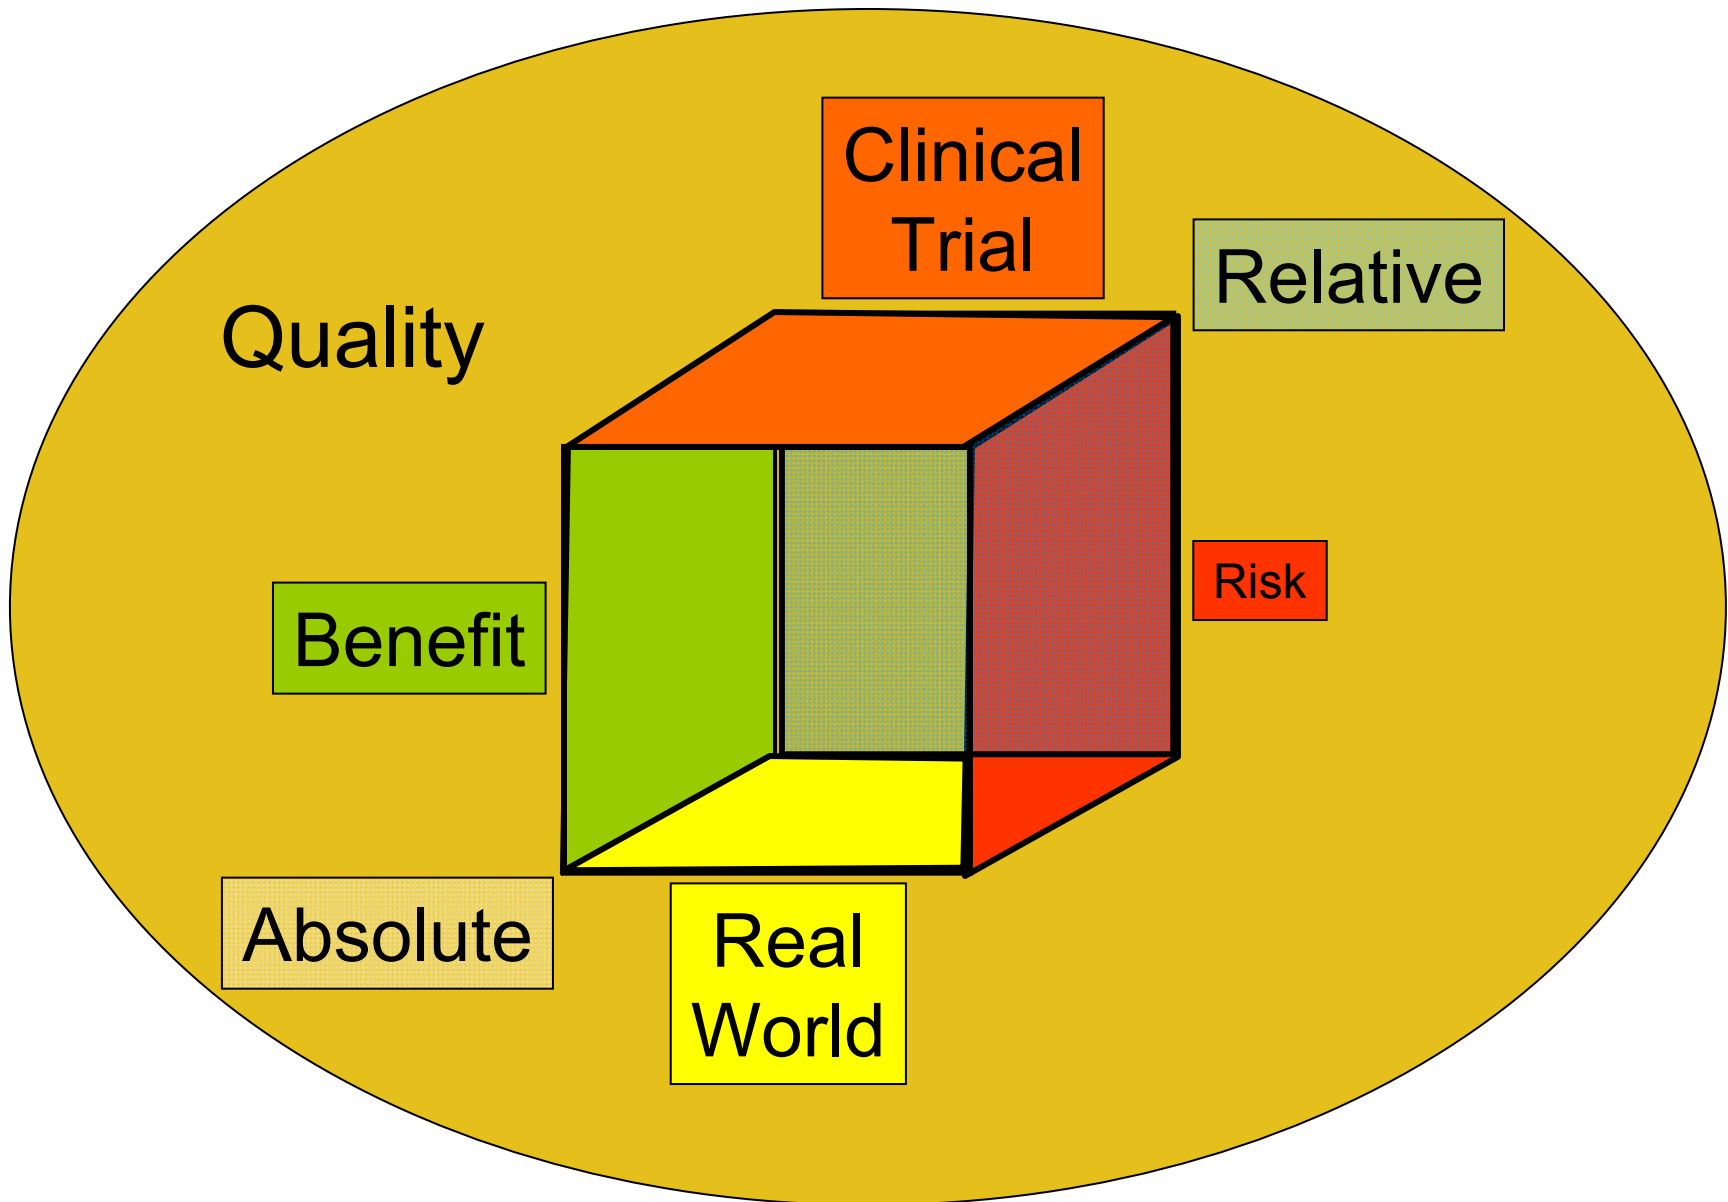 Clinical
Trial
Relative
Quality
Risk
Benefit
Absolute
Real
World